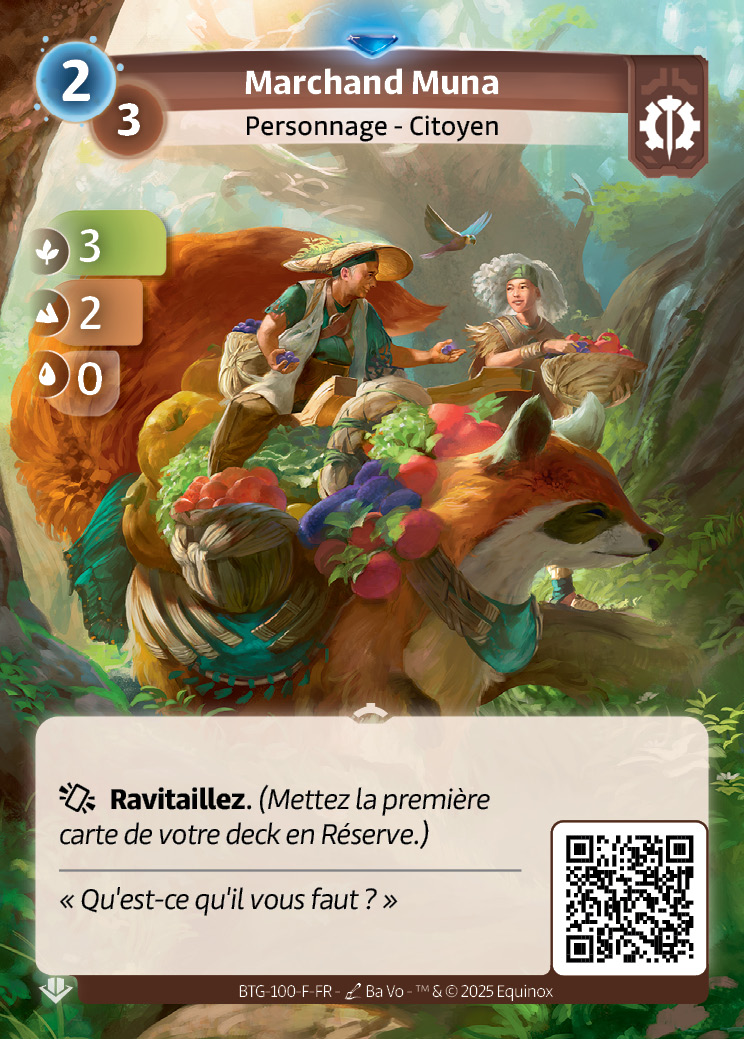 2
Marchand Muna
3
Personnage - Citoyen
3
2
0
Ravitaillez. (Mettez la première
carte de votre deck en Réserve.)
« Qu'est-ce qu'il vous faut ? »
BTG-100-F-FR - Ba Vo - ™ & © 2025 Equinox